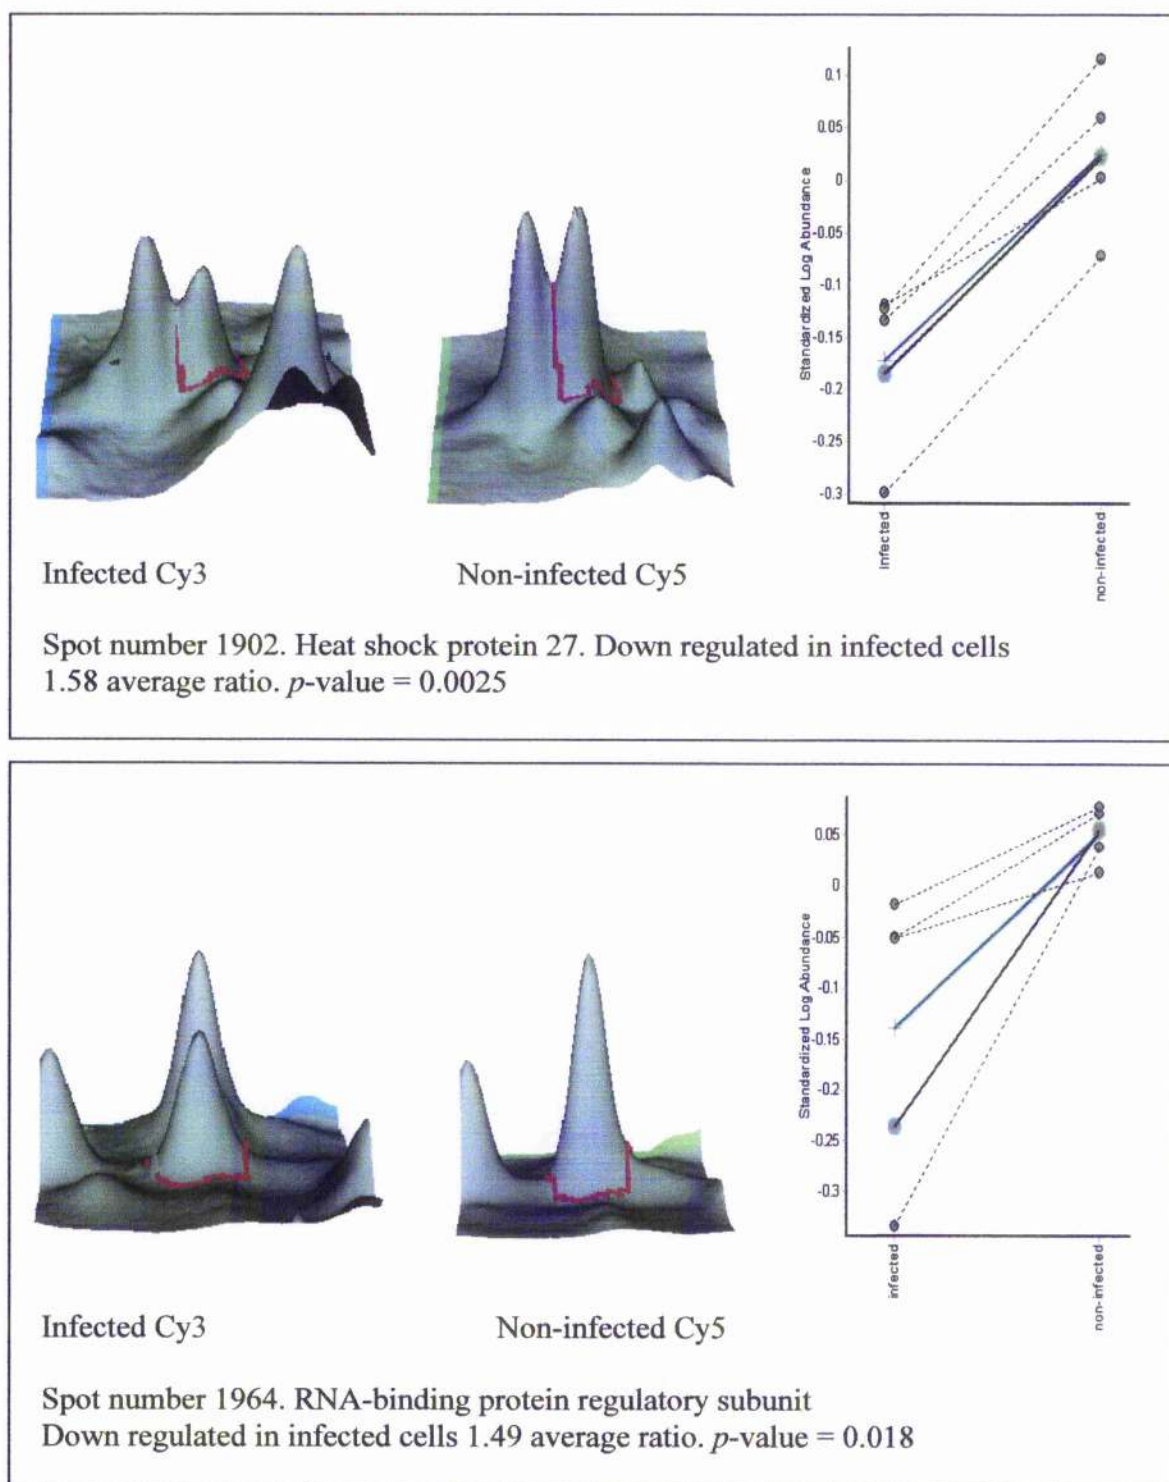 Standardized Log Abundance
0.1
0.05
0
-0.05
-0.1
-0.15
-0.2
-0.25
-0.3
infected
non-infected
Infected Cy3
Non-infected Cy5
Spot number 1902. Heat shock protein 27. Down regulated in infected cells
1.58 average ratio. p-value = 0.0025
Standardized Log Abundance
0.05
0
-0.05
-0.1
-0.15
-0.2
-0.25
-0.3
infected
non-infected
Infected Cy3
Non-infected Cy5
Spot number 1964. RNA-binding protein regulatory subunit
Down regulated in infected cells 1.49 average ratio. p-value = 0.018